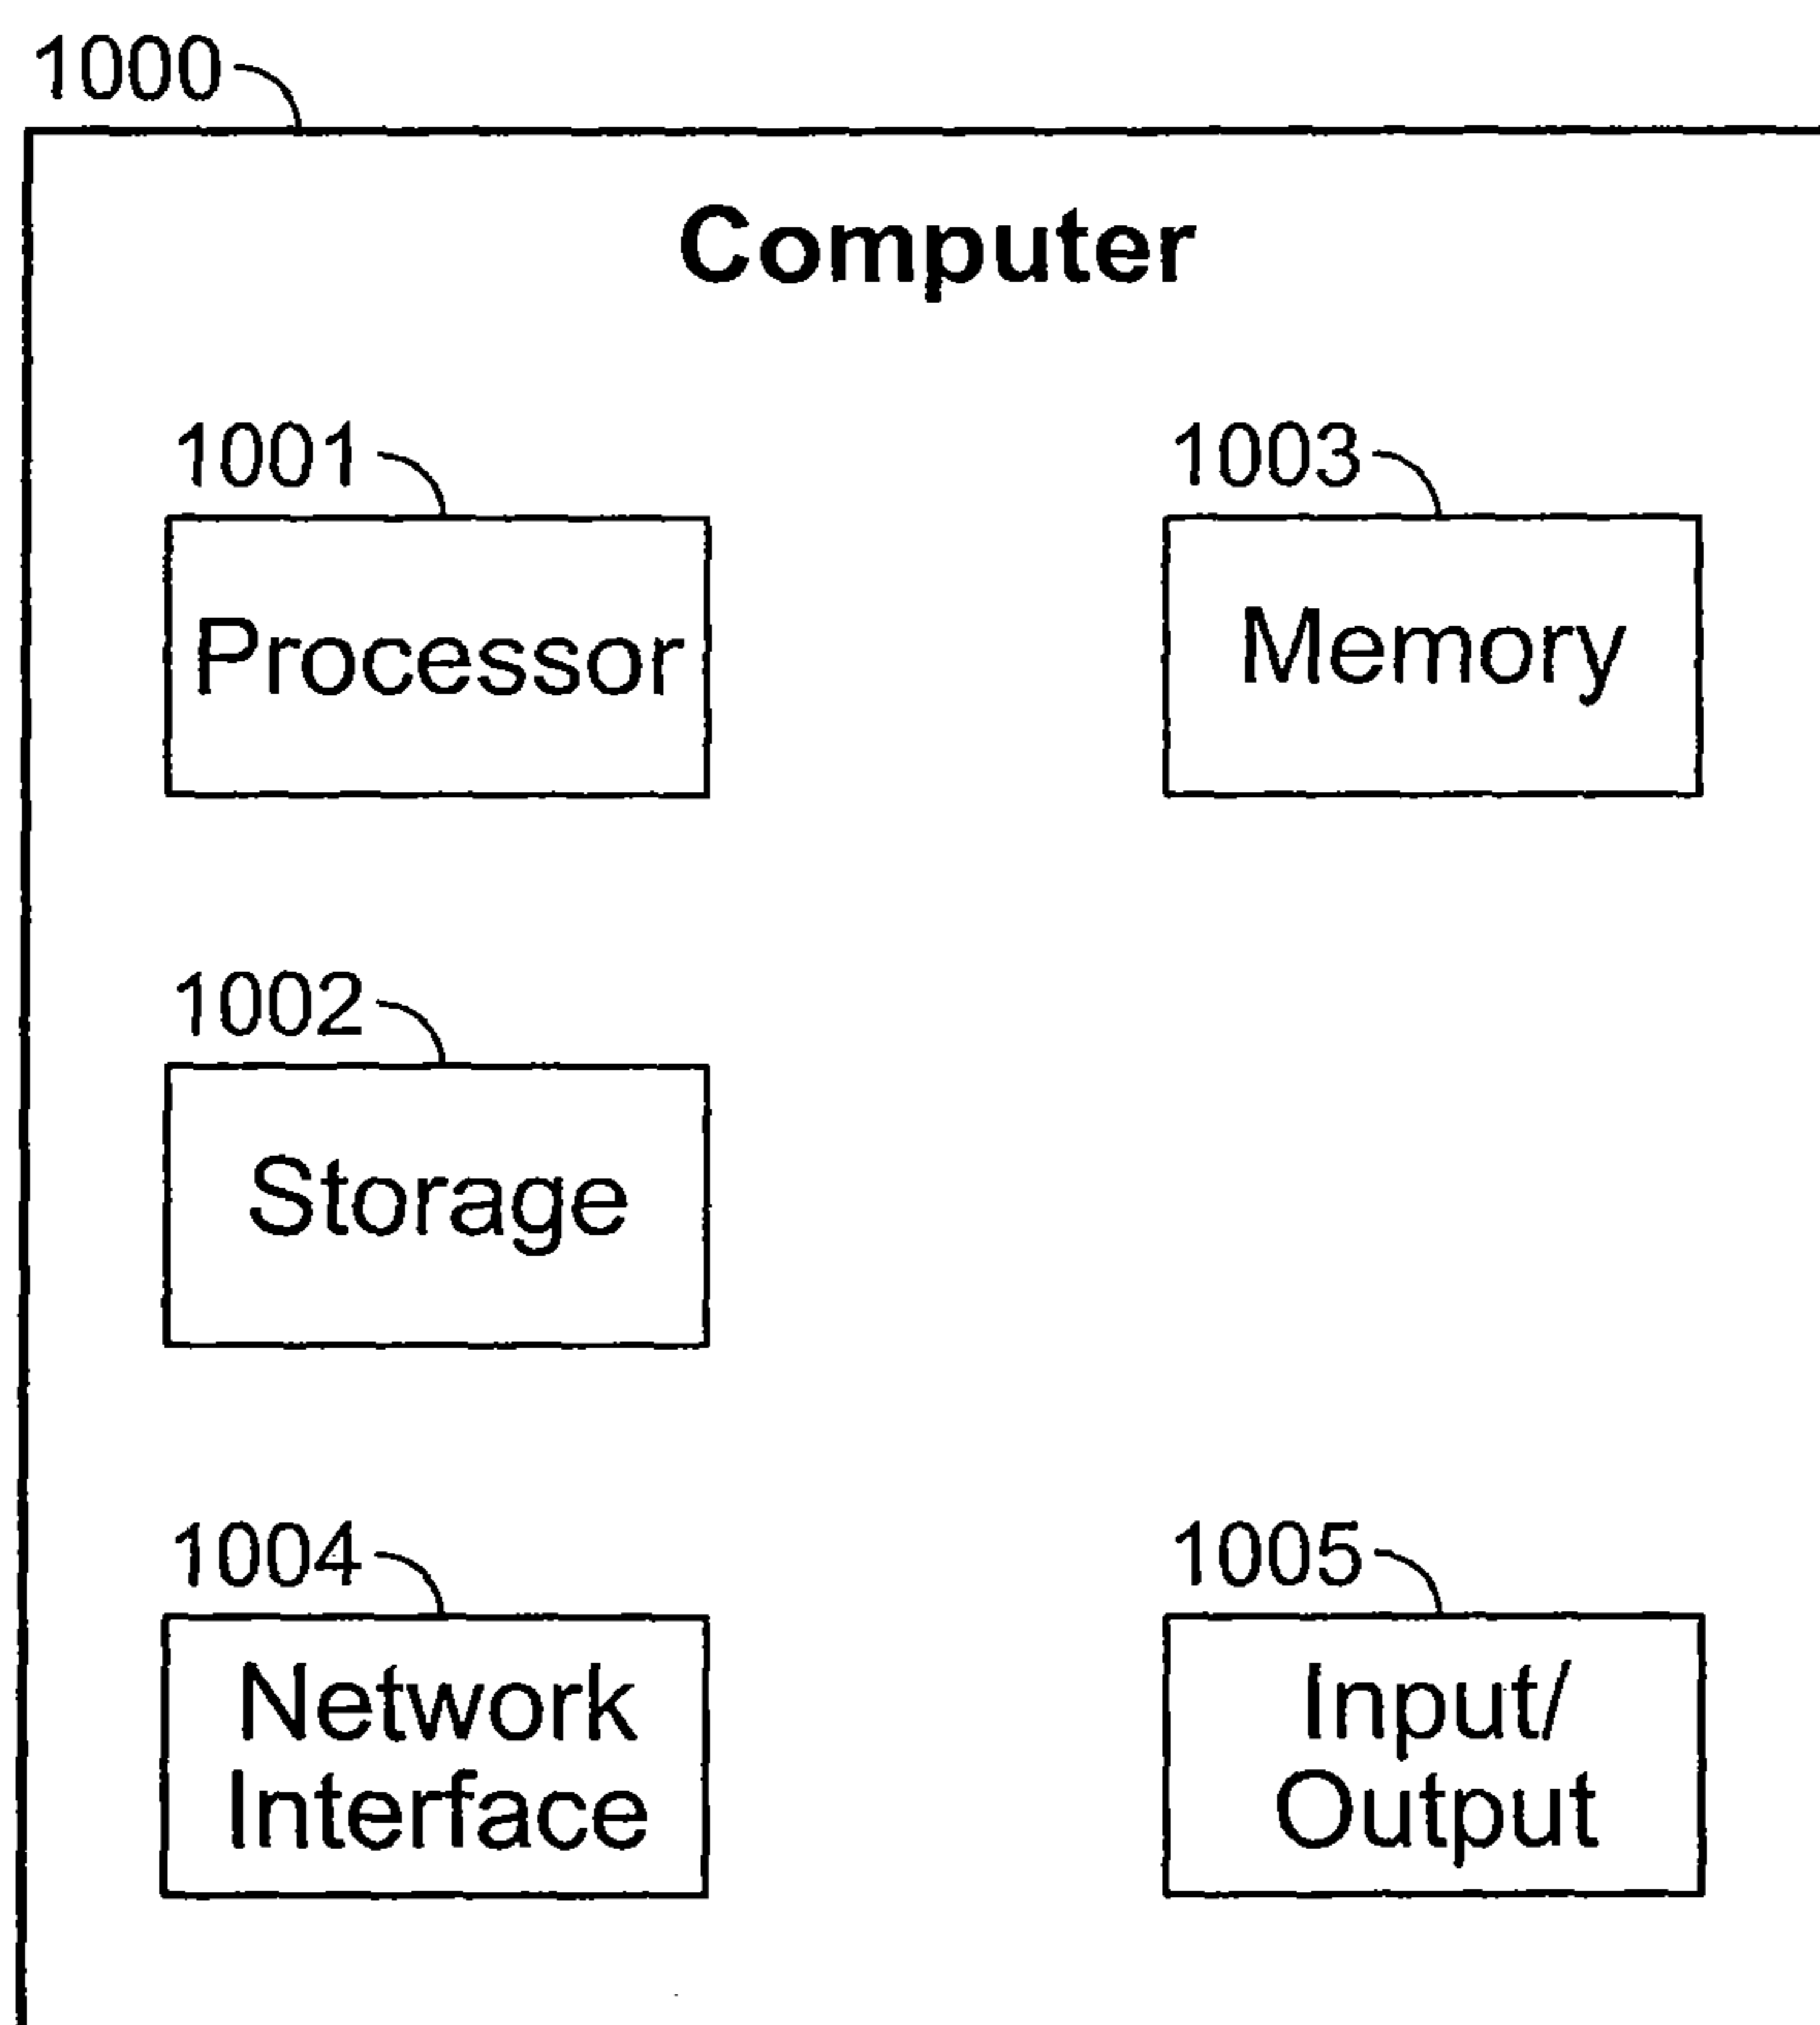 1000
Computer
1001
1003
Processor
Memory
1002
Storage
1004
1005
Network
Interface
Input/
Output